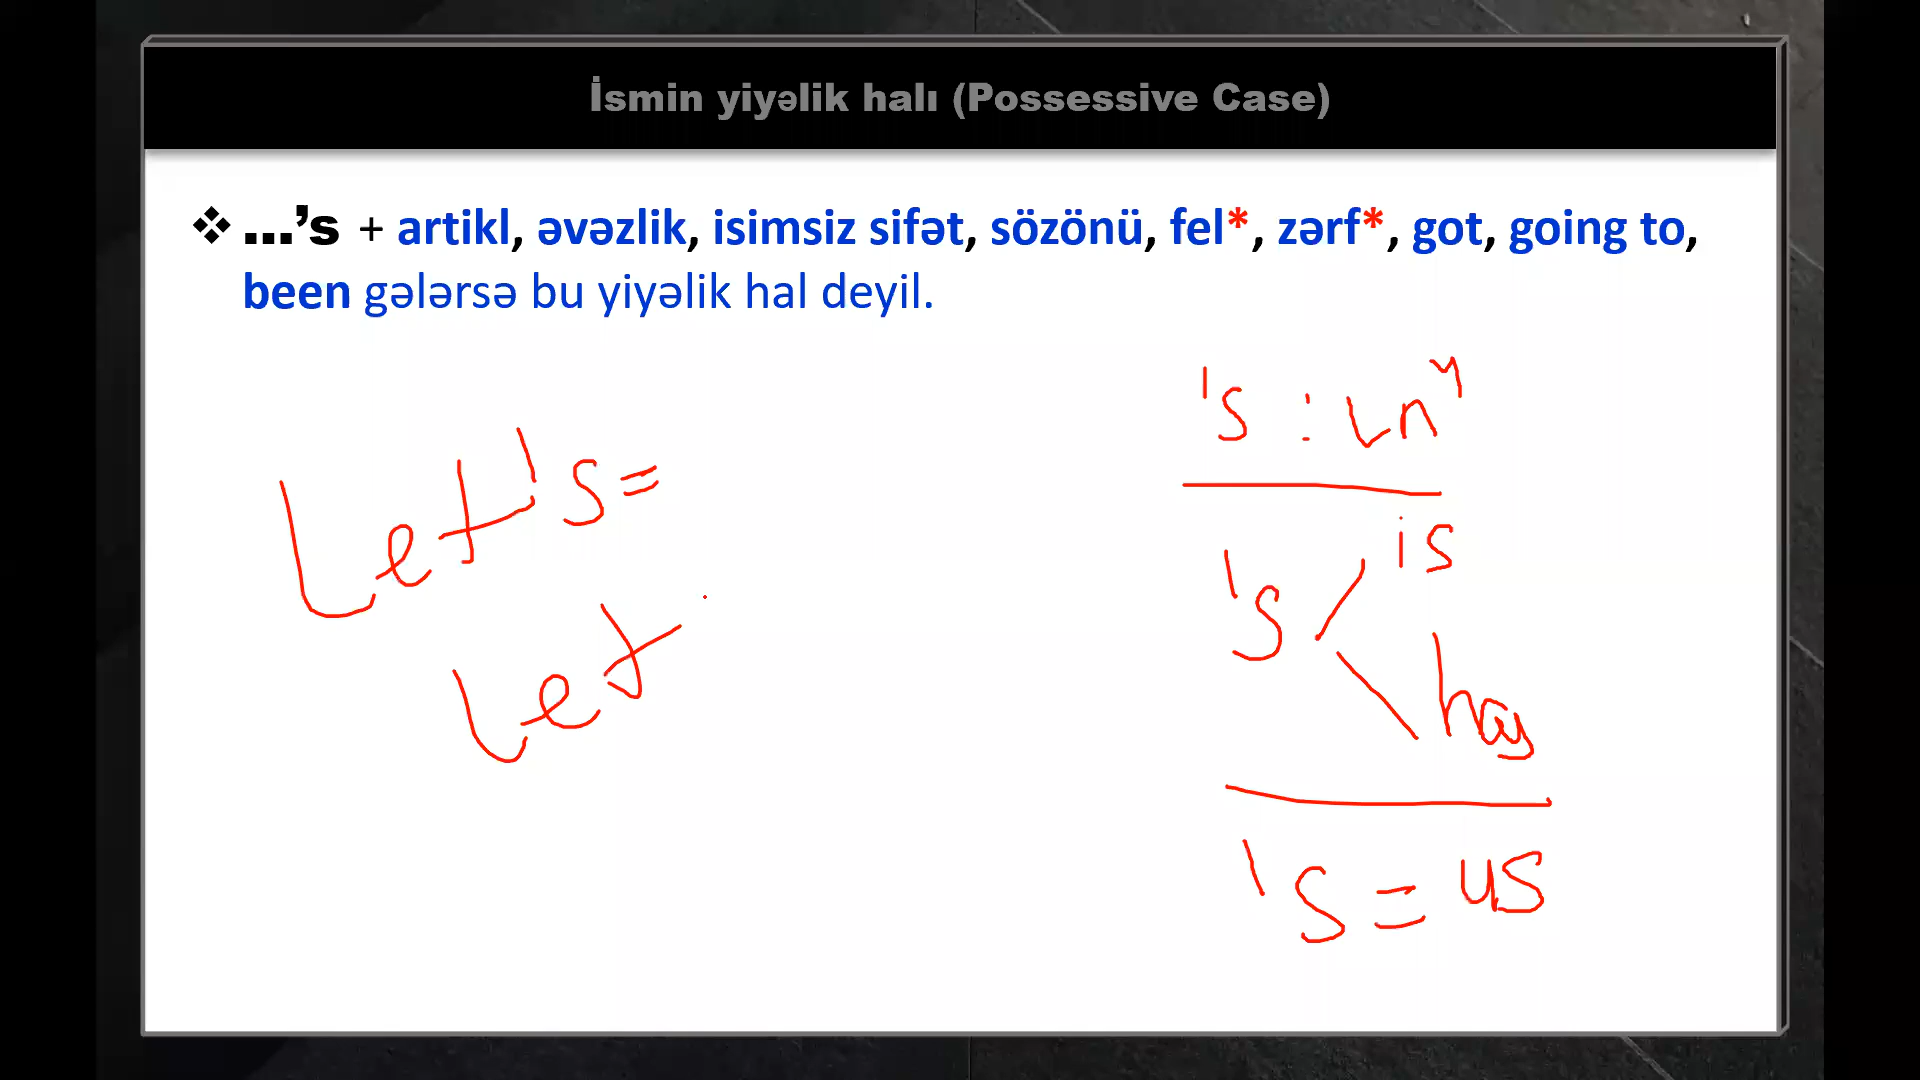 İsmin yiyəlik halı (Possessive Case)
❖ ...’s + artikl, əvəzlik, isimsiz sifət, sözönü, fel*, zərf*, got, going to,
been gələrsə bu yiyəlik hal deyil.
's : ın⁴
Let's =
is
's
Let
has
's = us